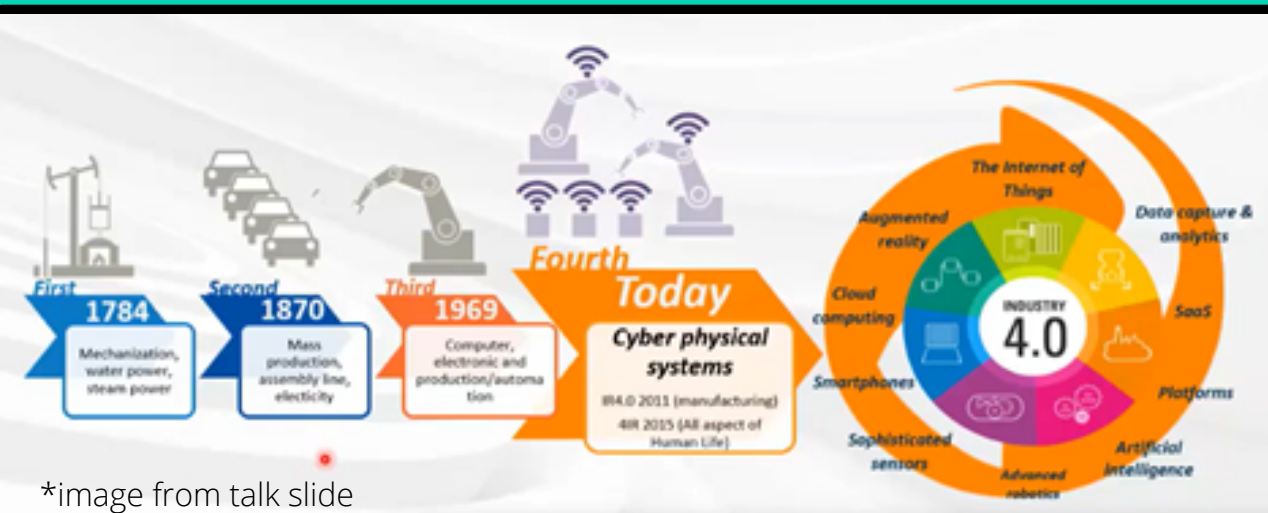 First
1784
Mechanization,
water power,
steam power
Second
1870
Mass
production,
assembly line,
electicity
Third
1969
Computer,
electronic and
production/automa
tion
Fourth
Today
Cyber physical
systems
IR4.0 2011 (manufacturing)
4IR 2015 (All aspect of
Human Life)
The Internet of
Things
Augmented
reality
Data capture &
analytics
Cloud
computing
INDUSTRY
4.0
SaaS
Smartphones
Platforms
Sophisticated
sensors
Artificial
Intelligence
Advanced
robotics
*image from talk slide